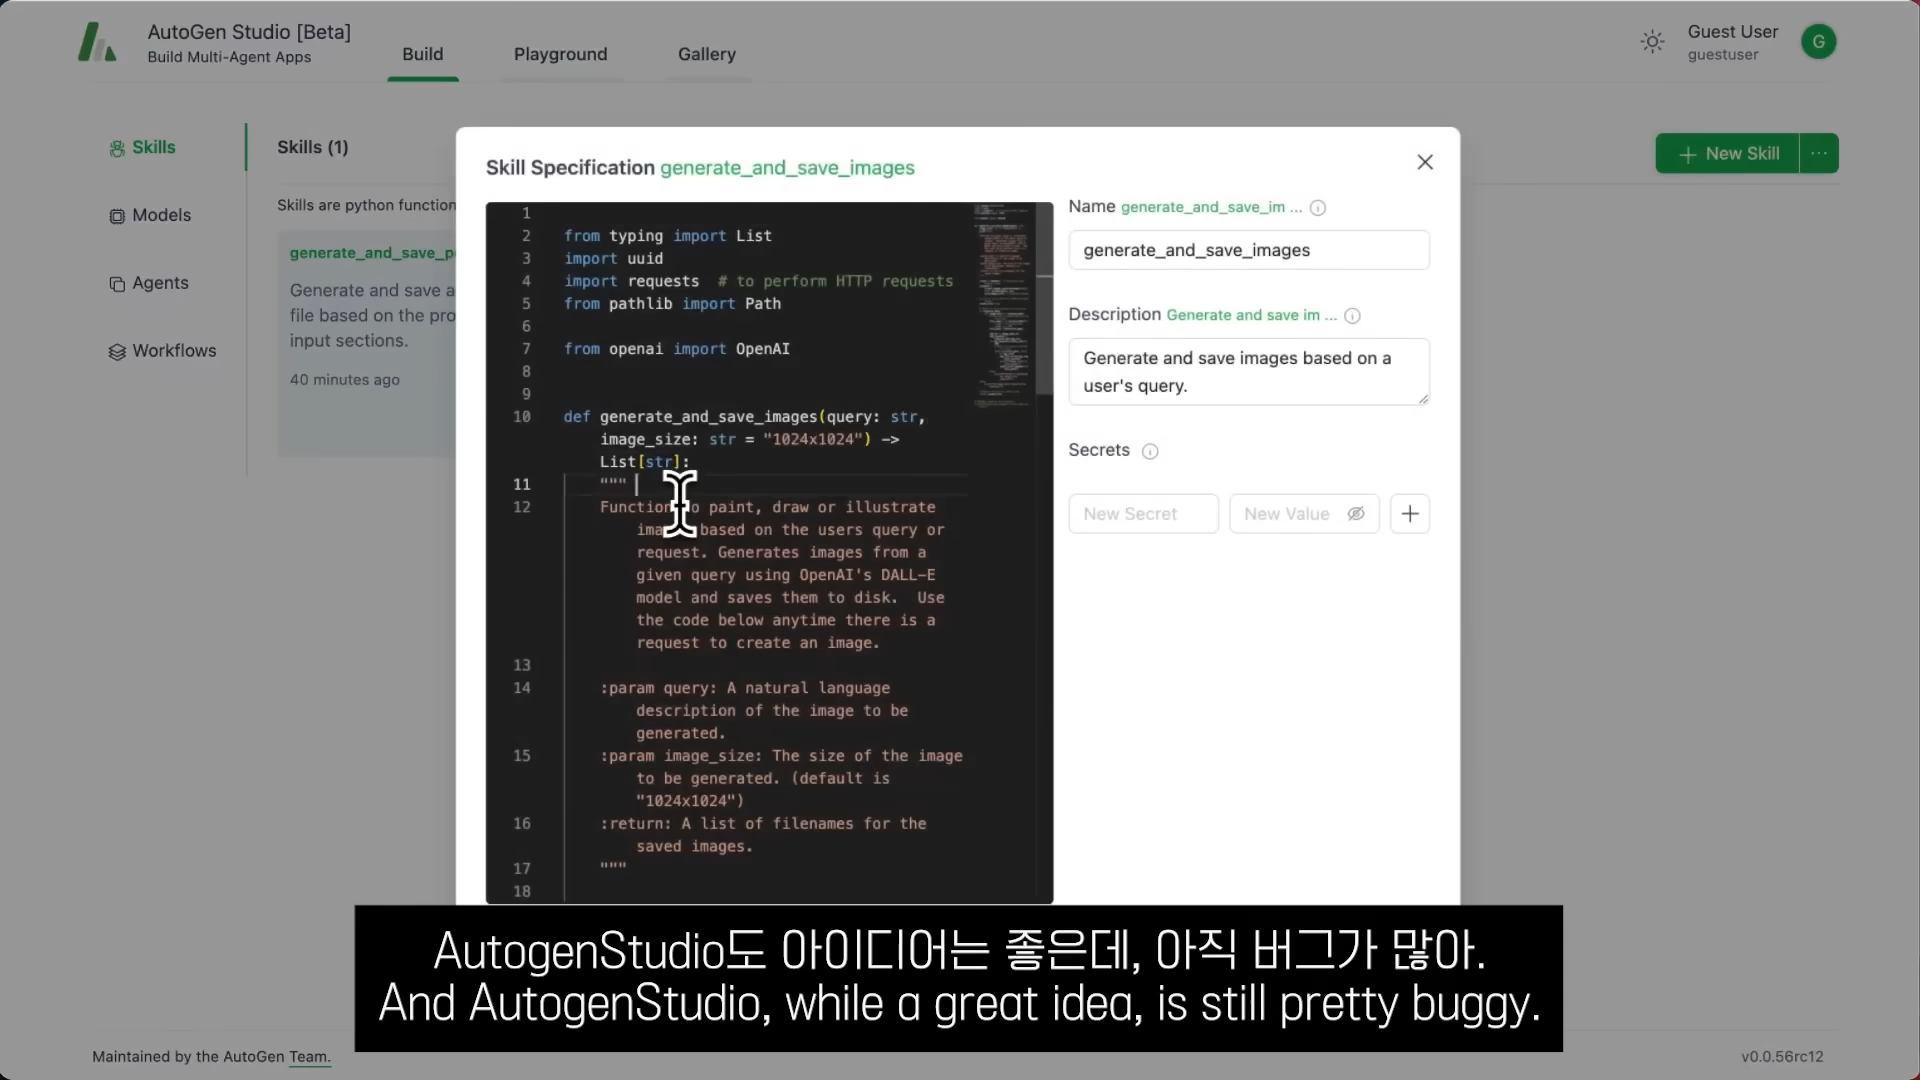 AutoGen Studio [Beta]
Build Multi-Agent Apps
Build
Playground
Gallery
Guest User
guestuser
G
Skills
Models
Agents
Workflows
Skills (1)
Skills are python function
generate_and_save_p
Generate and save a
file based on the pro
input sections.
40 minutes ago
New Skill
Skill Specification generate_and_save_images
1
2 from typing import List
3 import uuid
4 import requests # to perform HTTP requests
5 from pathlib import Path
6
7 from openai import OpenAI
8
9
10 def generate_and_save_images(query: str,
image_size: str = "1024x1024") ->
List[str]:
11 """
12 Function to paint, draw or illustrate
based on the users query or
request. Generates images from a
given query using OpenAI's DALL-E
model and saves them to disk. Use
the code below anytime there is a
request to create an image.
13
14 :param query: A natural language
description of the image to be
generated.
15 :param image_size: The size of the image
to be generated. (default is
"1024x1024")
16 :return: A list of filenames for the
saved images.
17 """
18
Name generate_and_save_im ...
generate_and_save_images
Description Generate and save im ...
Generate and save images based on a
user's query.
Secrets
New Secret
New Value
AutogenStudio도 아이디어는 좋은데, 아직 버그가 많아.
And AutogenStudio, while a great idea, is still pretty buggy.
Maintained by the AutoGen Team.
v0.0.56rc12